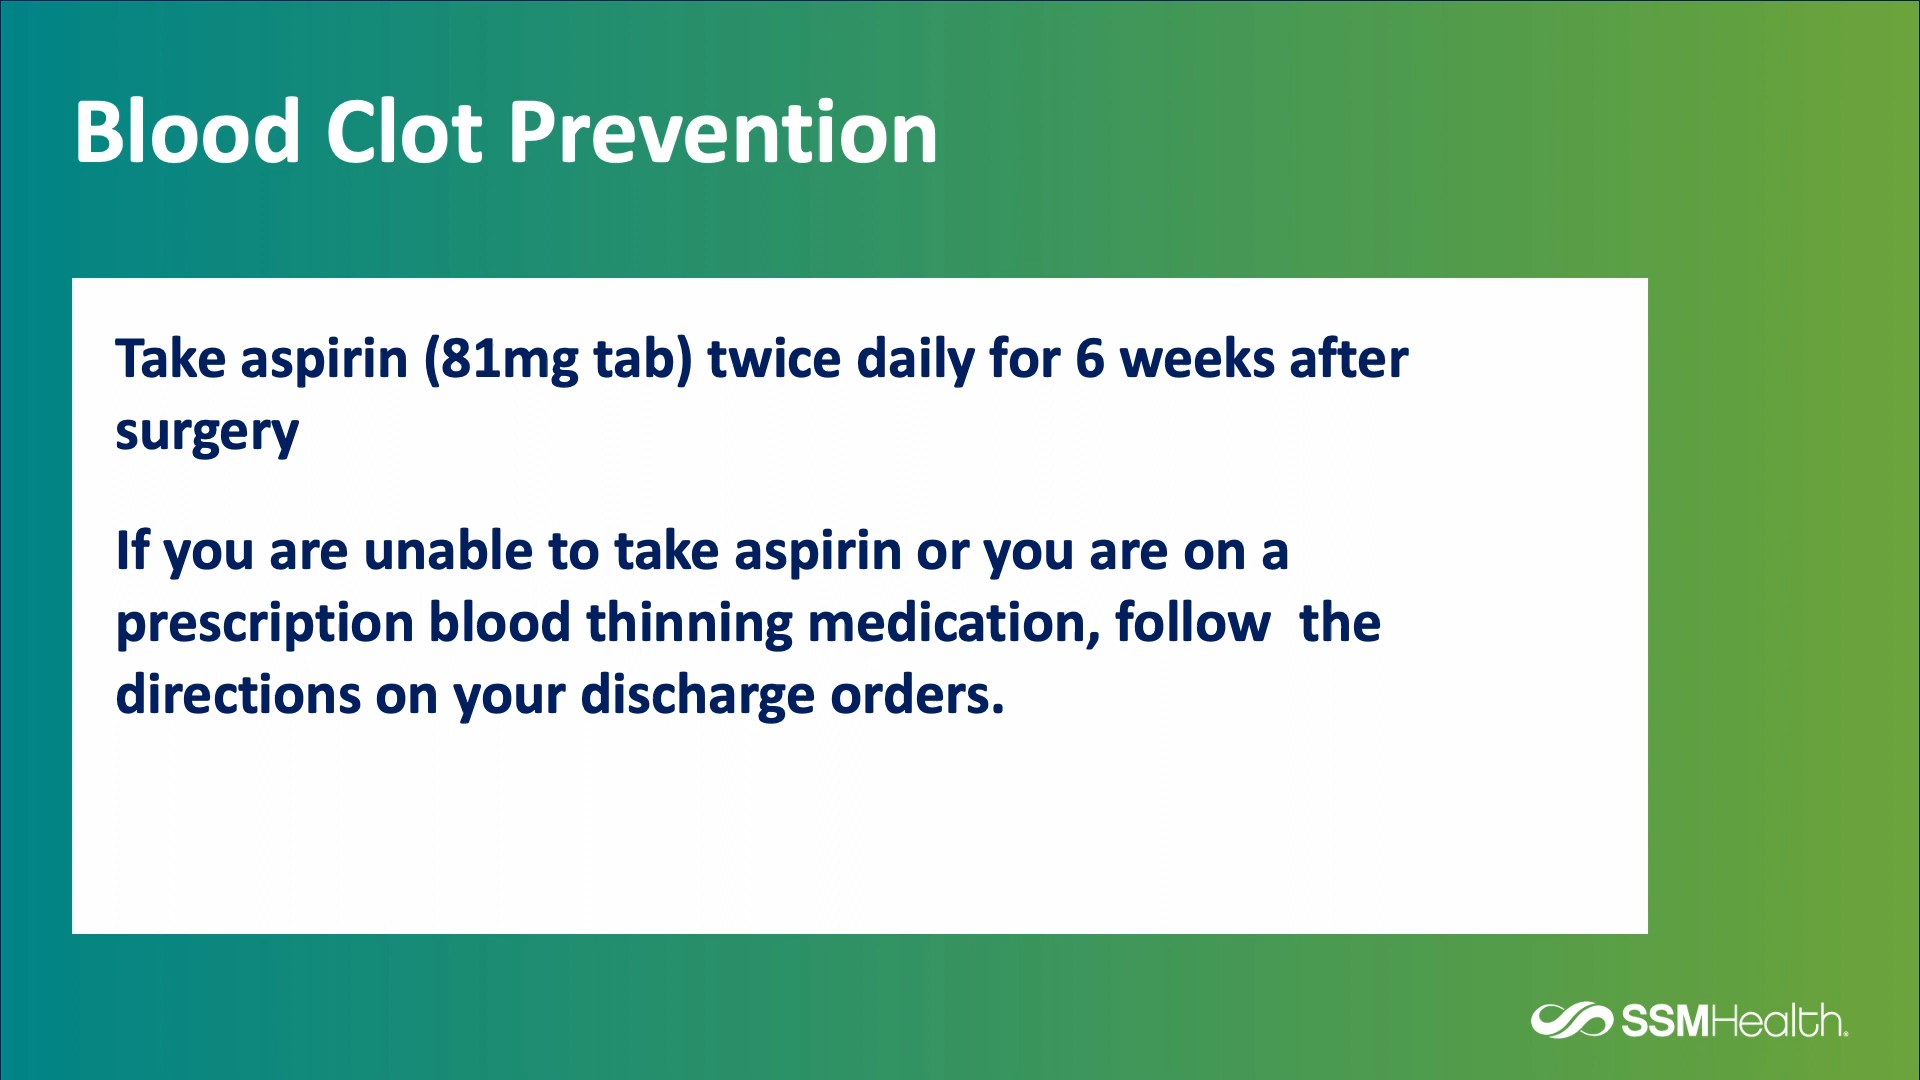 Blood Clot Prevention
Take aspirin (81mg tab) twice daily for 6 weeks after
surgery
If you are unable to take aspirin or you are on a
prescription blood thinning medication, follow  the
directions on your discharge orders.
SSMHealth.